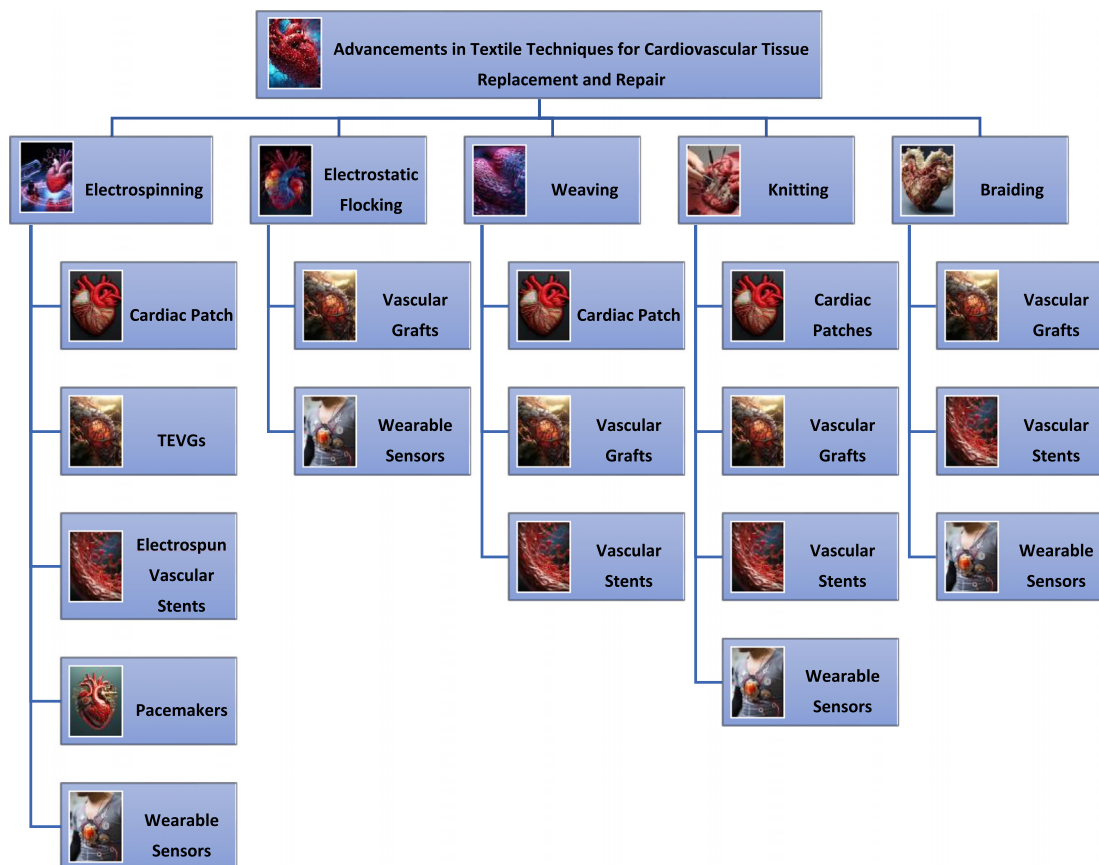 Advancements in Textile Techniques for Cardiovascular Tissue
Replacement and Repair
Electrospinning
Cardiac Patch
TEVGs
Electrospun
Vascular
Stents
Pacemakers
Wearable
Sensors
Electrostatic
Flocking
Vascular
Grafts
Wearable
Sensors
Weaving
Cardiac Patch
Vascular
Grafts
Vascular
Stents
Knitting
Cardiac
Patches
Vascular
Grafts
Vascular
Stents
Wearable
Sensors
Braiding
Vascular
Grafts
Vascular
Stents
Wearable
Sensors